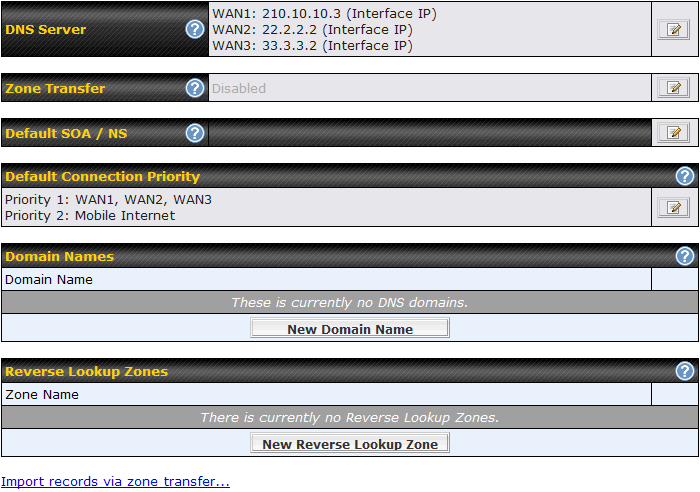 DNS Server
?
WAN1: 210.10.10.3 (Interface IP)
WAN2: 22.2.2.2 (Interface IP)
WAN3: 33.3.3.2 (Interface IP)
Zone Transfer
?
Disabled
Default SOA / NS
?
Default Connection Priority
?
Priority 1: WAN1, WAN2, WAN3
Priority 2: Mobile Internet
Domain Names
?
Domain Name
These is currently no DNS domains.
New Domain Name
Reverse Lookup Zones
?
Zone Name
There is currently no Reverse Lookup Zones.
New Reverse Lookup Zone
Import records via zone transfer...